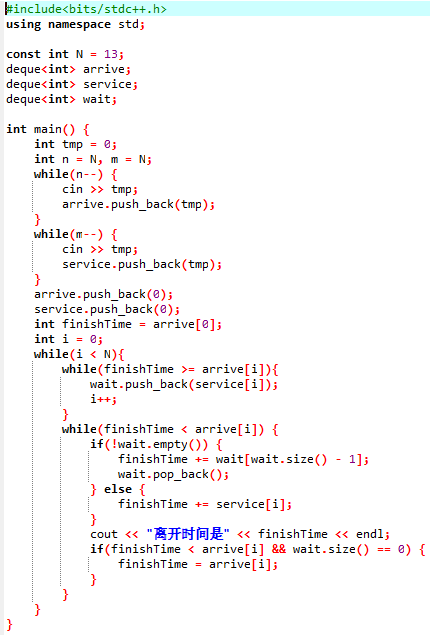 #include<bits/stdc++.h>
using namespace std;

const int N = 13;
deque<int> arrive;
deque<int> service;
deque<int> wait;

int main() {
    int tmp = 0;
    int n = N, m = N;
    while(n--) {
        cin >> tmp;
        arrive.push_back(tmp);
    }
    while(m--) {
        cin >> tmp;
        service.push_back(tmp);
    }
    arrive.push_back(0);
    service.push_back(0);
    int finishTime = arrive[0];
    int i = 0;
    while(i < N){
        while(finishTime >= arrive[i]){
            wait.push_back(service[i]);
            i++;
        }
        while(finishTime < arrive[i]) {
            if(!wait.empty()) {
                finishTime += wait[wait.size() - 1];
                wait.pop_back();
            } else {
                finishTime += service[i];
            }
            cout << "离开时间是" << finishTime << endl;
            if(finishTime < arrive[i] && wait.size() == 0) {
                finishTime = arrive[i];
            }
        }
    }
}